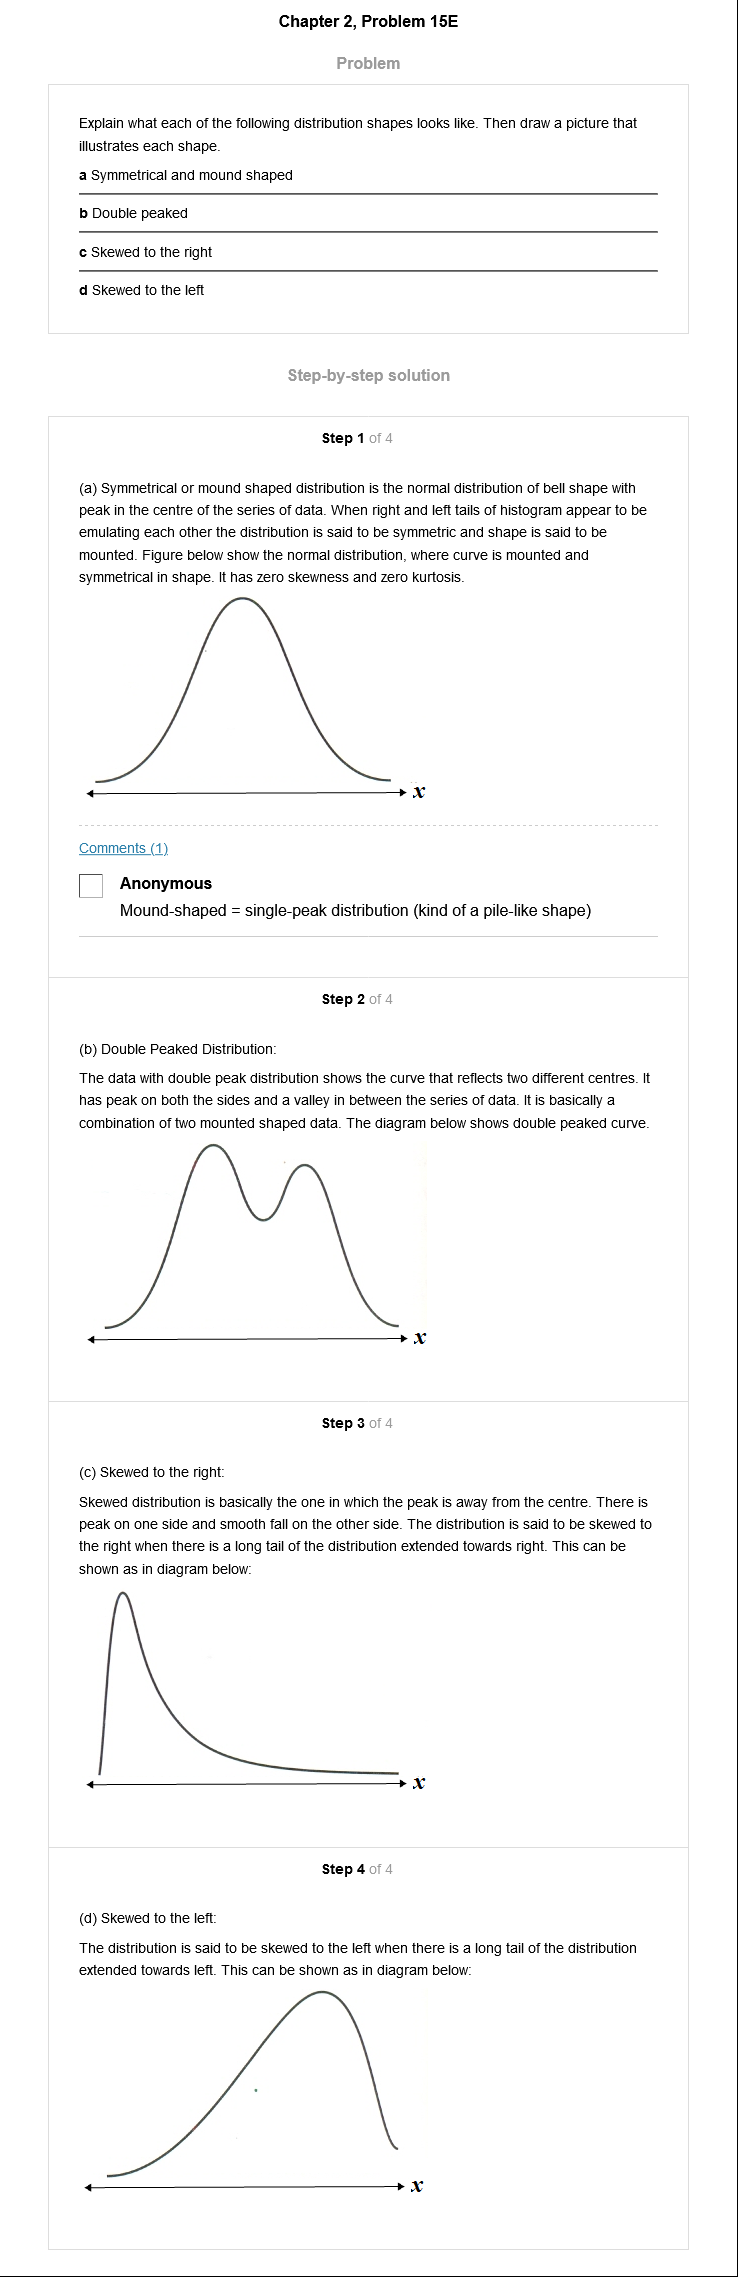 Chapter 2, Problem 15E
Problem
Explain what each of the following distribution shapes looks like. Then draw a picture that
illustrates each shape.
a Symmetrical and mound shaped
b Double peaked
c Skewed to the right
d Skewed to the left
Step-by-step solution
Step 1 of 4
(a) Symmetrical or mound shaped distribution is the normal distribution of bell shape with
peak in the centre of the series of data. When right and left tails of histogram appear to be
emulating each other the distribution is said to be symmetric and shape is said to be
mounted. Figure below show the normal distribution, where curve is mounted and
symmetrical in shape. It has zero skewness and zero kurtosis.
x
Comments (1)
Anonymous
Mound-shaped = single-peak distribution (kind of a pile-like shape)
Step 2 of 4
(b) Double Peaked Distribution:
The data with double peak distribution shows the curve that reflects two different centres. It
has peak on both the sides and a valley in between the series of data. It is basically a
combination of two mounted shaped data. The diagram below shows double peaked curve.
x
Step 3 of 4
(c) Skewed to the right:
Skewed distribution is basically the one in which the peak is away from the centre. There is
peak on one side and smooth fall on the other side. The distribution is said to be skewed to
the right when there is a long tail of the distribution extended towards right. This can be
shown as in diagram below:
x
Step 4 of 4
(d) Skewed to the left:
The distribution is said to be skewed to the left when there is a long tail of the distribution
extended towards left. This can be shown as in diagram below:
x